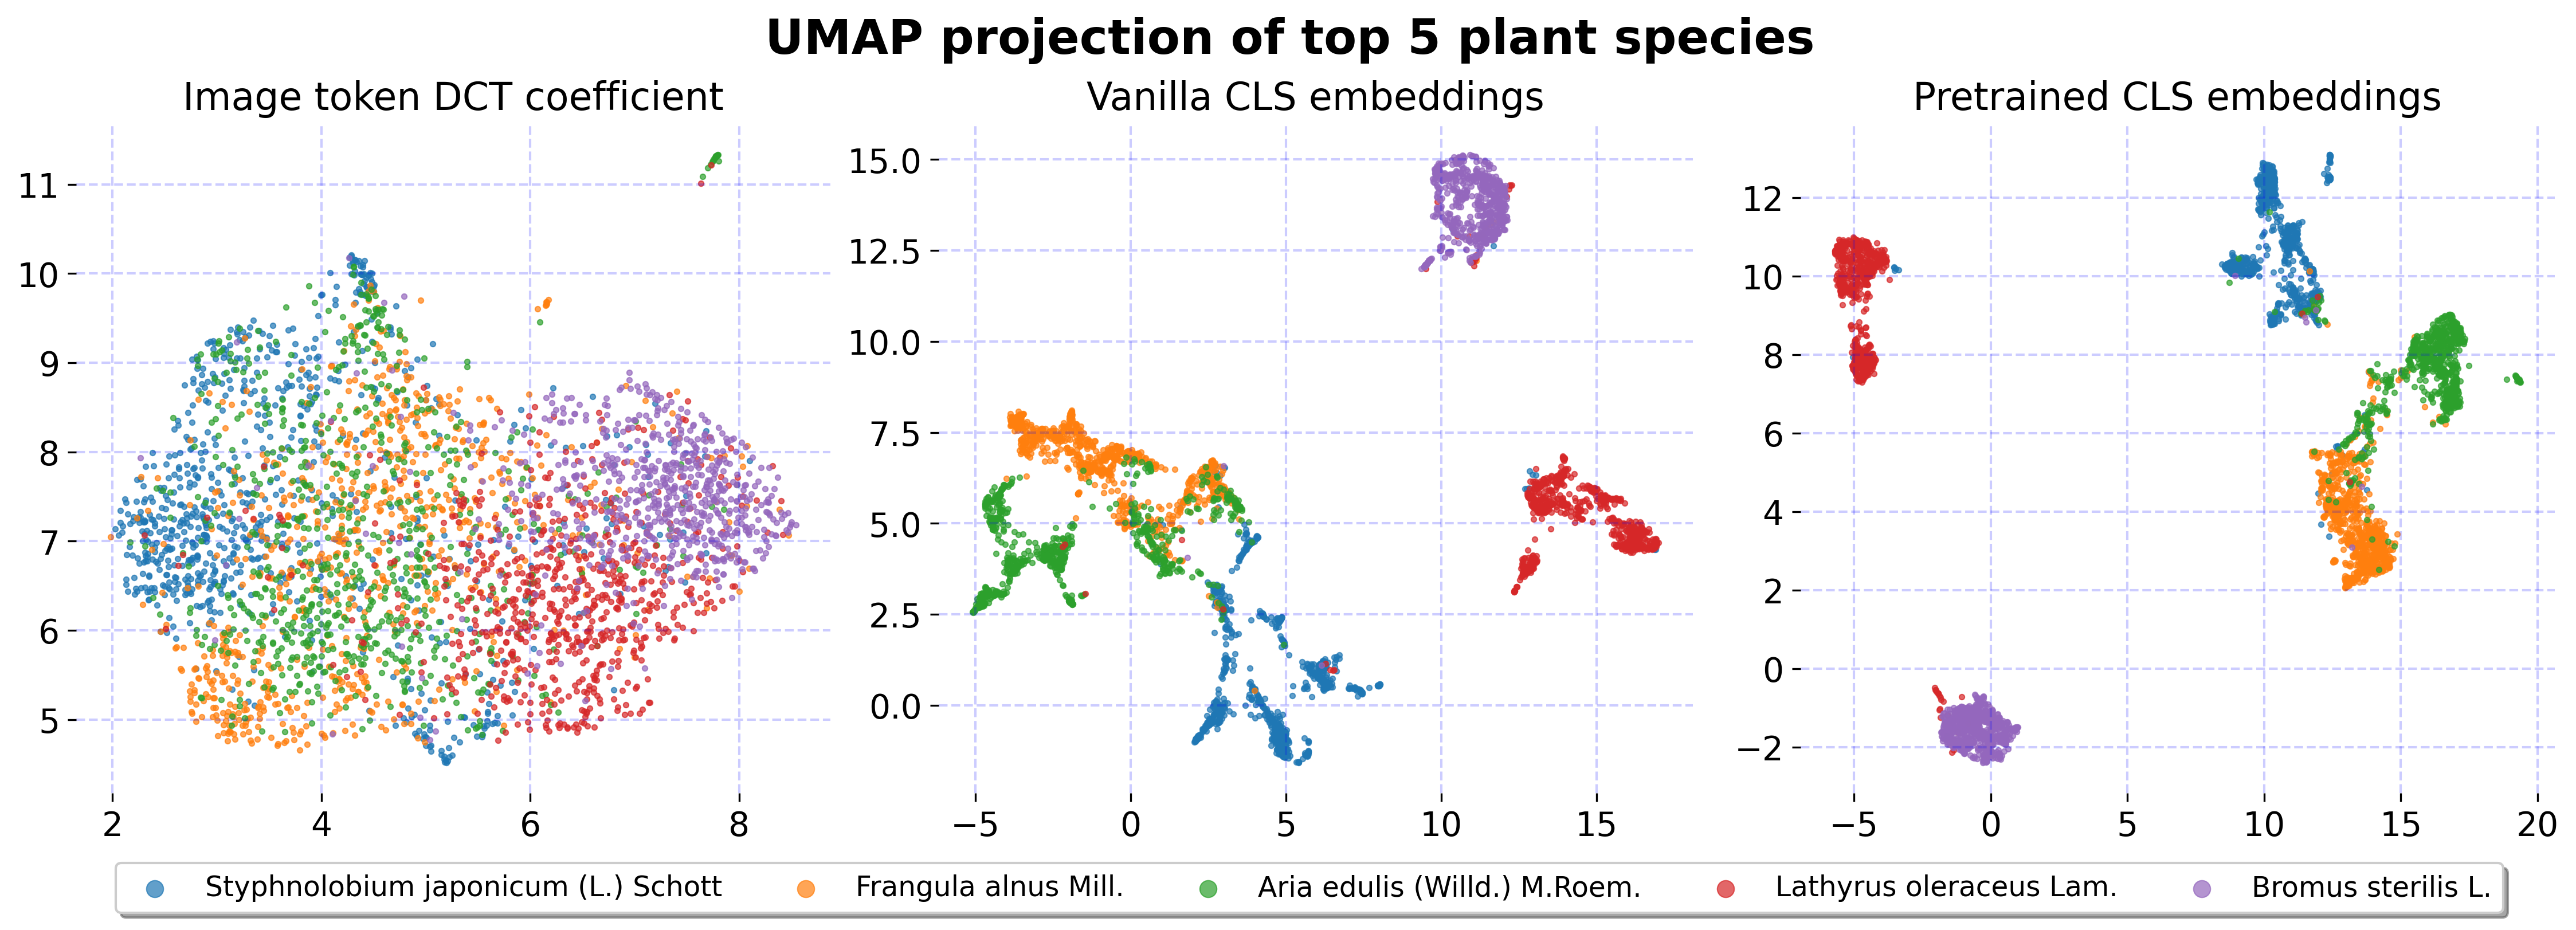 UMAP projection of top 5 plant species
Image token DCT coefficient
11
10
9
8
7
6
5
2 4 6 8
Vanilla CLS embeddings
15.0
12.5
10.0
7.5
5.0
2.5
0.0
−5 0 5 10 15
Pretrained CLS embeddings
12
10
8
6
4
2
0
−2
−5 0 5 10 15 20
Styphnolobium japonicum (L.) Schott Frangula alnus Mill. Aria edulis (Willd.) M.Roem. Lathyrus oleraceus Lam. Bromus sterilis L.